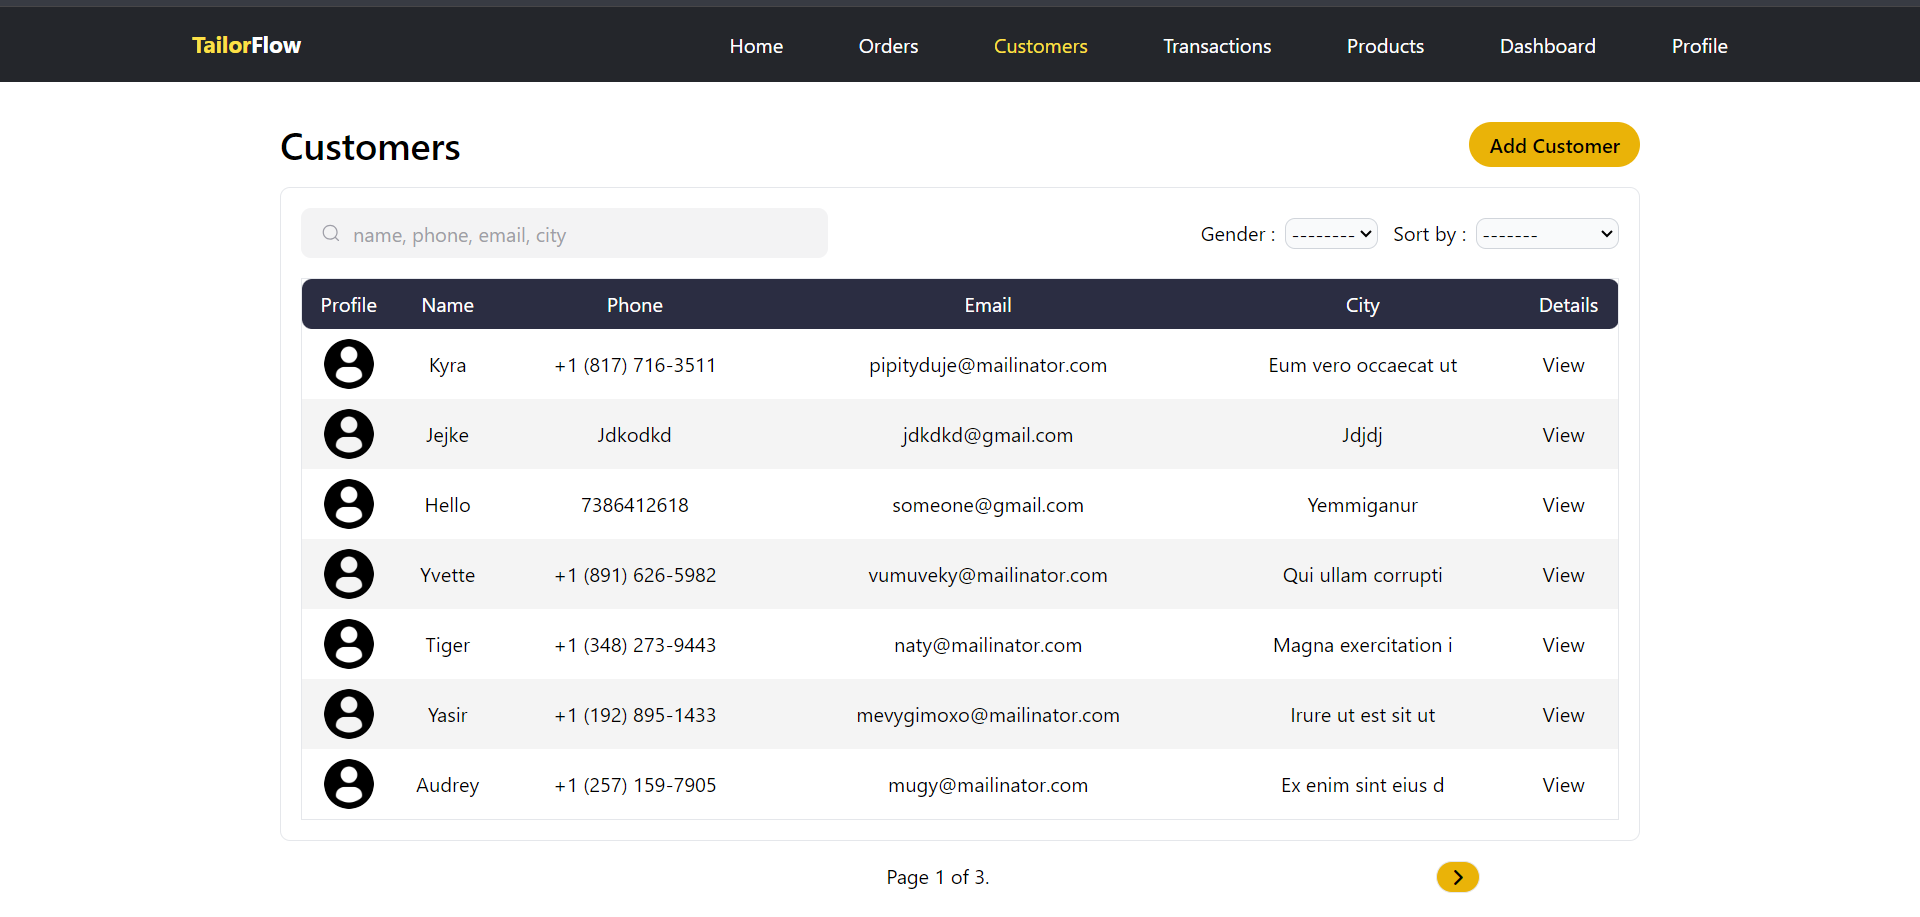 TailorFlow Home Orders Customers Transactions Products Dashboard Profile
Customers Add Customer
name, phone, email, city Gender : -------- Sort by : -------
Profile Name Phone Email City Details
Kyra +1 (817) 716-3511 pipityduje@mailinator.com Eum vero occaecat ut View
Jejke Jdkodkd jdkdkd@gmail.com Jdjdj View
Hello 7386412618 someone@gmail.com Yemmiganur View
Yvette +1 (891) 626-5982 vumuveky@mailinator.com Qui ullam corrupti View
Tiger +1 (348) 273-9443 naty@mailinator.com Magna exercitation i View
Yasir +1 (192) 895-1433 mevygimoxo@mailinator.com Irure ut est sit ut View
Audrey +1 (257) 159-7905 mugy@mailinator.com Ex enim sint eius d View
Page 1 of 3.